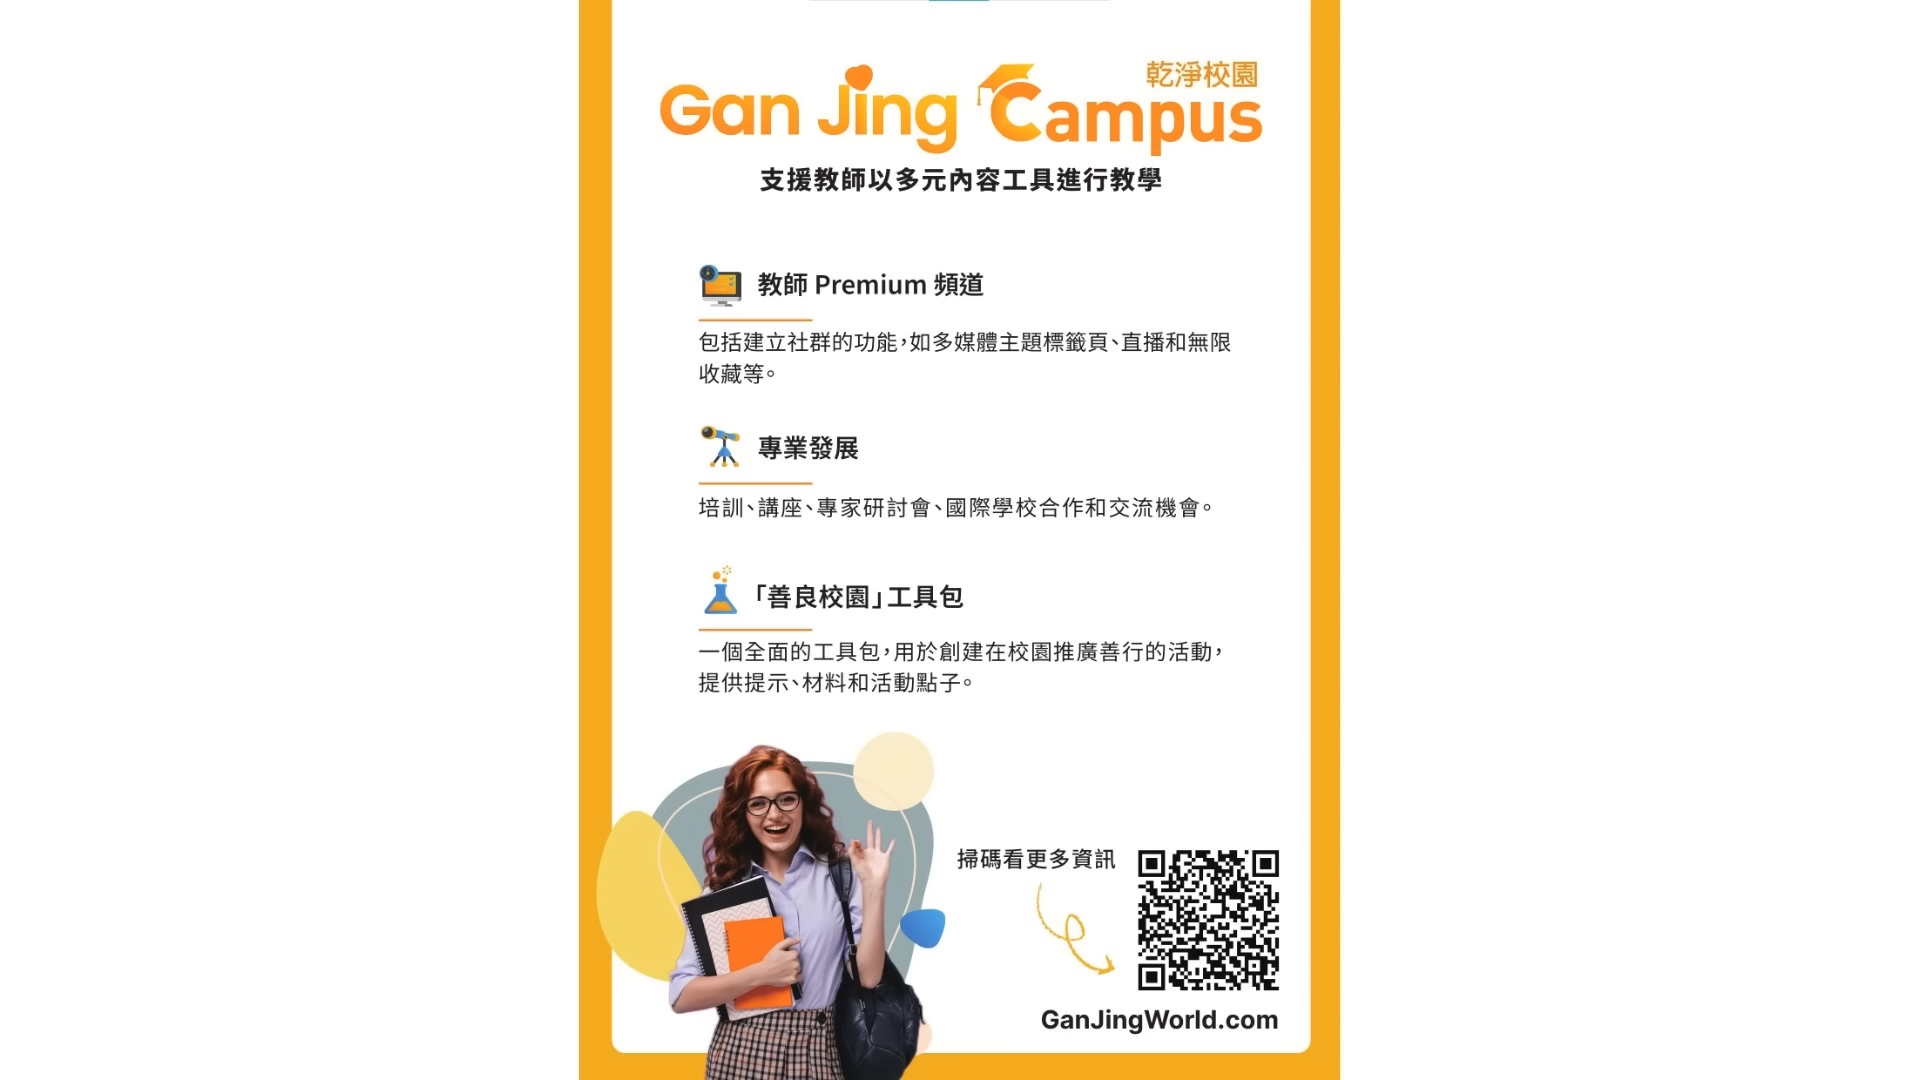 Gan Jing Campus 乾淨校園
支援教師以多元內容工具進行教學
教師 Premium 頻道
包括建立社群的功能，如多媒體主題標籤頁、直播和無限
收藏等。
專業發展
培訓、講座、專家研討會、國際學校合作和交流機會。
「善良校園」工具包
一個全面的工具包，用於創建在校園推廣善行的活動，
提供提示、材料和活動點子。
掃碼看更多資訊
GanJingWorld.com